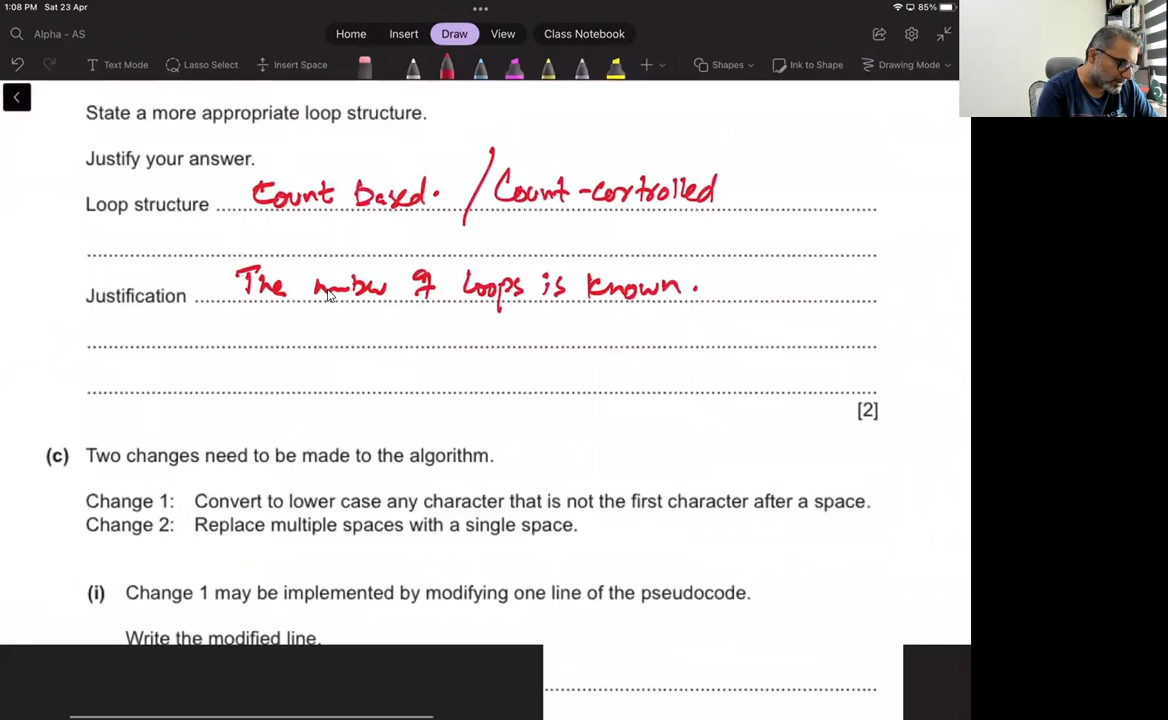 1:08 PM Sat 23 Apr
85%
Alpha - AS
Home Insert Draw View Class Notebook
Text Mode Lasso Select Insert Space Shapes Ink to Shape Drawing Mode
State a more appropriate loop structure.
Justify your answer.
Loop structure Count Based. / Count-controlled
Justification The number of loops is known.
[2]
(c) Two changes need to be made to the algorithm.
Change 1: Convert to lower case any character that is not the first character after a space.
Change 2: Replace multiple spaces with a single space.
(i) Change 1 may be implemented by modifying one line of the pseudocode.
Write the modified line.